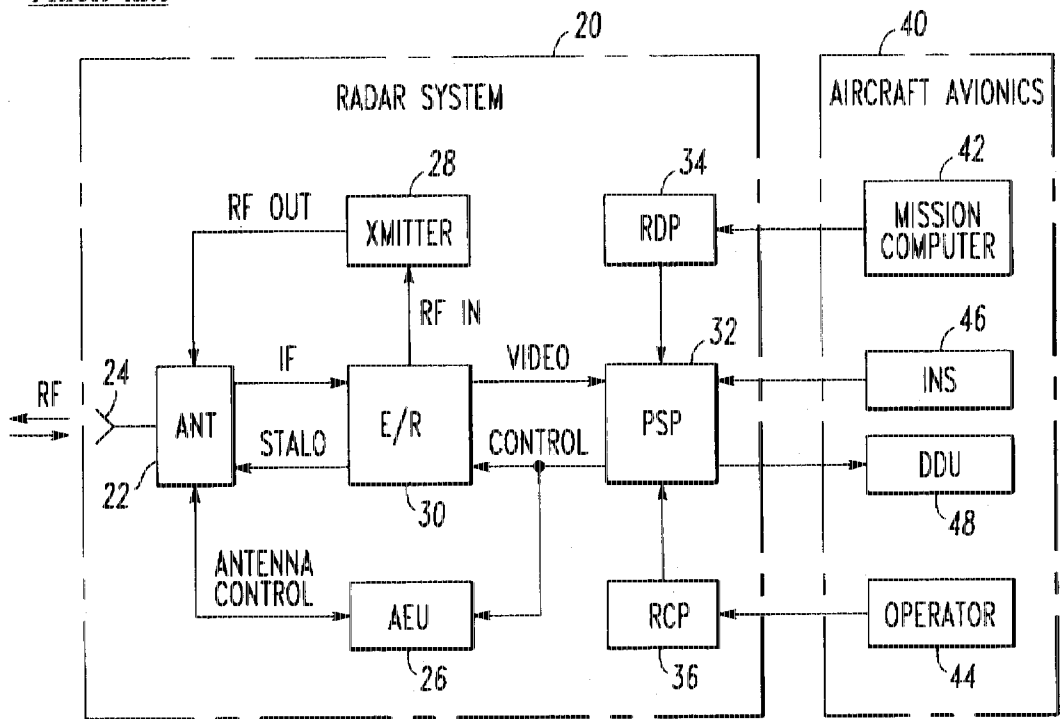 20
40
RADAR SYSTEM
AIRCRAFT AVIONICS
28
34
42
RF OUT
XMITTER
RDP
MISSION
COMPUTER
RF IN
32
46
24
RF
IF
VIDEO
INS
ANT
E/R
PSP
STALO
CONTROL
DDU
22
30
48
ANTENNA
CONTROL
AEU
RCP
OPERATOR
26
36
44